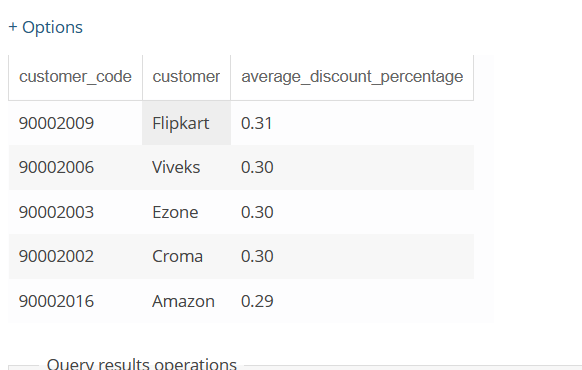 + Options
customer_code customer average_discount_percentage
90002009 Flipkart 0.31
90002006 Viveks 0.30
90002003 Ezone 0.30
90002002 Croma 0.30
90002016 Amazon 0.29
Query results operations